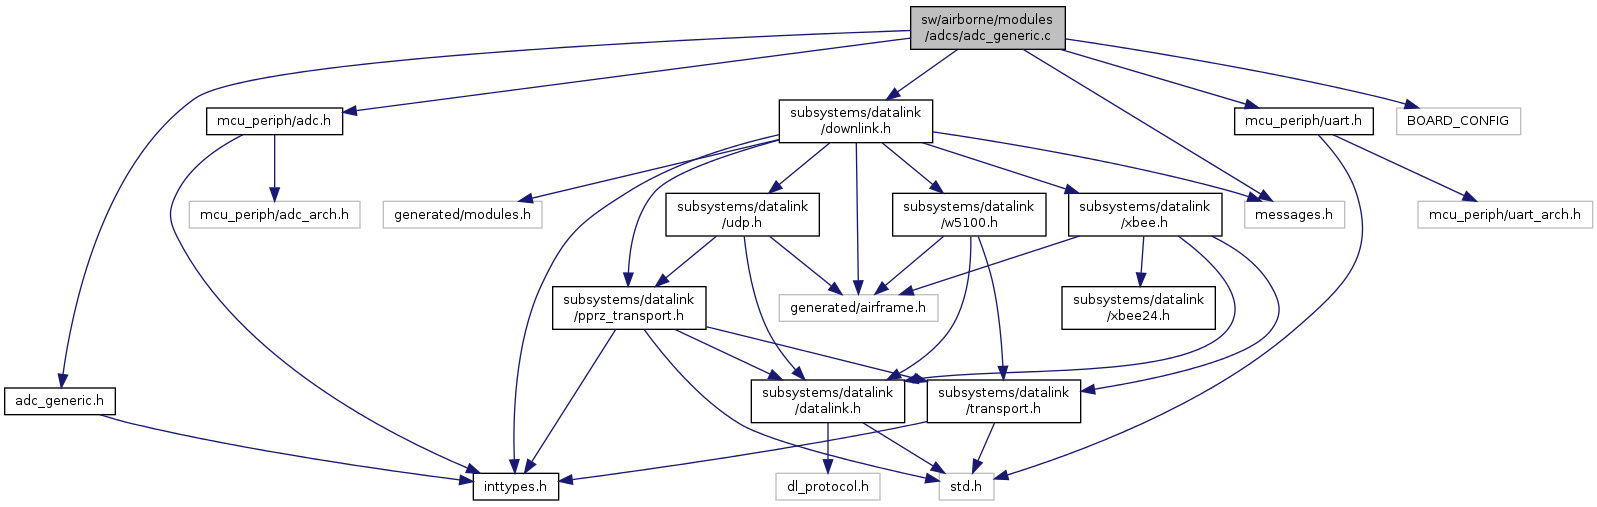 sw/airborne/modules
/adcs/adc_generic.c
mcu_periph/adc.h
subsystems/datalink
/downlink.h
mcu_periph/uart.h
BOARD_CONFIG
mcu_periph/adc_arch.h
generated/modules.h
subsystems/datalink
/udp.h
subsystems/datalink
/w5100.h
subsystems/datalink
/xbee.h
messages.h
mcu_periph/uart_arch.h
subsystems/datalink
/pprz_transport.h
generated/airframe.h
subsystems/datalink
/xbee24.h
adc_generic.h
subsystems/datalink
/datalink.h
subsystems/datalink
/transport.h
inttypes.h
dl_protocol.h
std.h